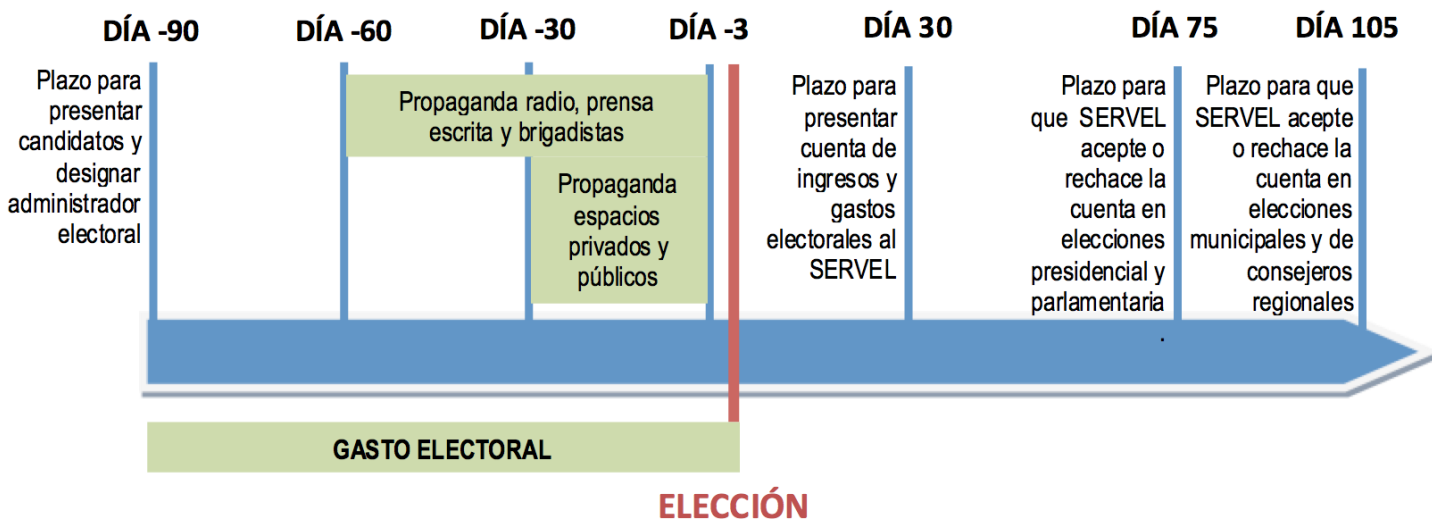 DÍA -90
DÍA -60
DÍA -30
DÍA -3
DÍA 30
DÍA 75
DÍA 105
Plazo para
presentar
candidatos y
designar
administrador
electoral
Propaganda radio, prensa
escrita y brigadistas
Propaganda
espacios
privados y
públicos
Plazo para
presentar
cuenta de
ingresos y
gastos
electorales al
SERVEL
Plazo para
que SERVEL
acepte o
rechace la
cuenta en
elecciones
presidencial y
parlamentaria
.
Plazo para que
SERVEL acepte
o rechace la
cuenta en
elecciones
municipales y de
consejeros
regionales
GASTO ELECTORAL
ELECCIÓN